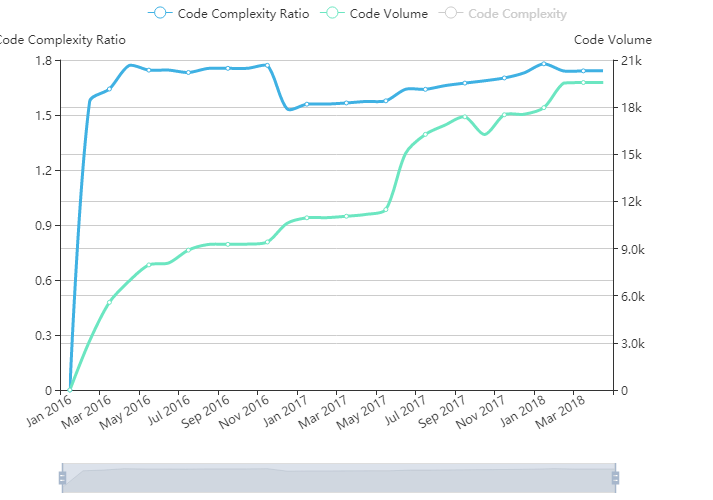 Code Complexity Ratio Code Volume Code Complexity
Code Complexity Ratio Code Volume
1.8 21k
1.5 18k
15k
1.2 12k
0.9 9.0k
0.6 6.0k
0.3 3.0k
0 0
Jan 2016 Mar 2016 May 2016 Jul 2016 Sep 2016 Nov 2016 Jan 2017 Mar 2017 May 2017 Jul 2017 Sep 2017 Nov 2017 Jan 2018 Mar 2018